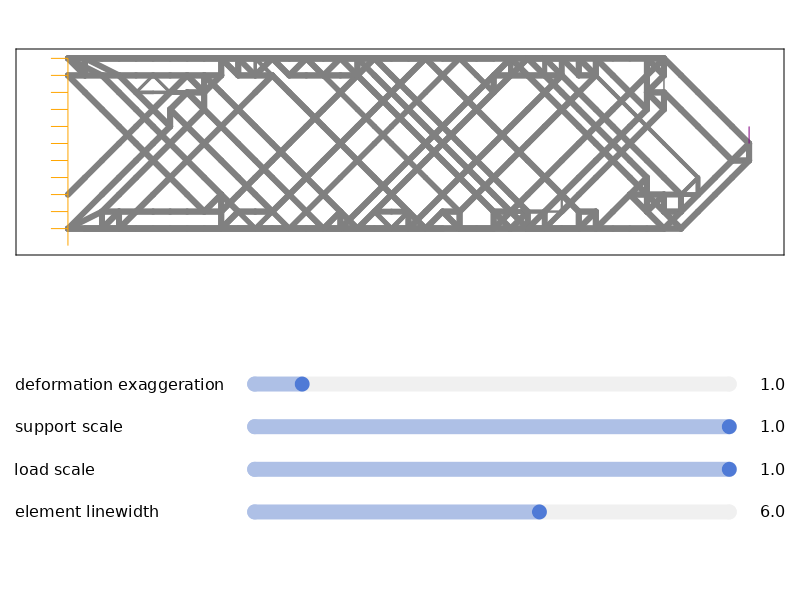 deformation exaggeration 1.0
support scale 1.0
load scale 1.0
element linewidth 6.0